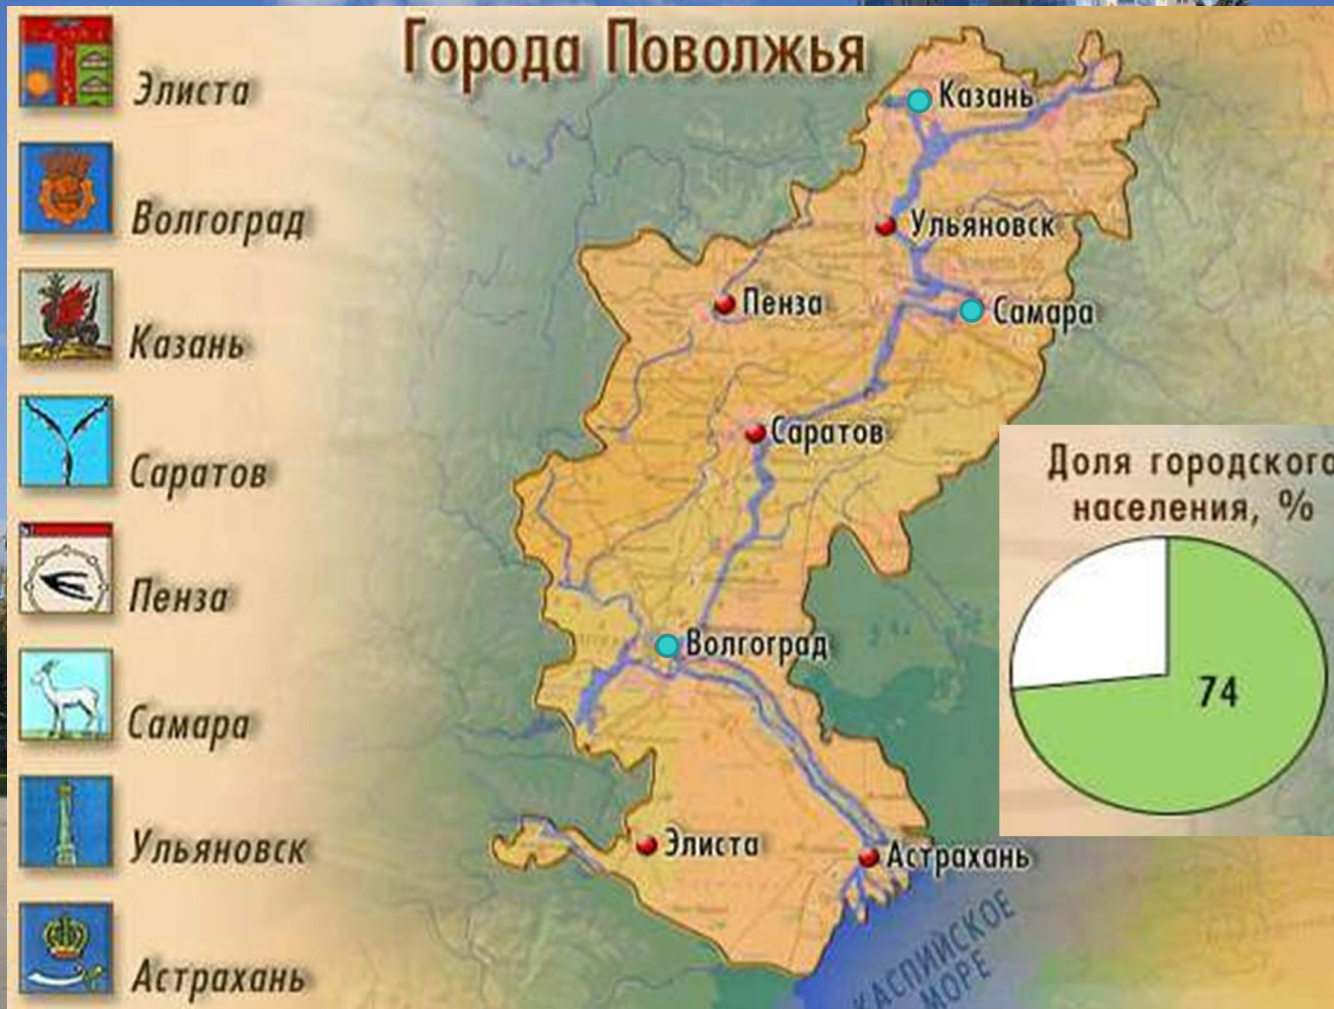 Города Поволжья
Элиста
Волгоград
Казань
Саратов
Пенза
Самара
Ульяновск
Астрахань
Казань
Ульяновск
Пенза
Самара
Саратов
Волгоград
Элиста
Астрахань
КАСПИЙСКОЕ
МОРЕ
Доля городского
населения, %
74